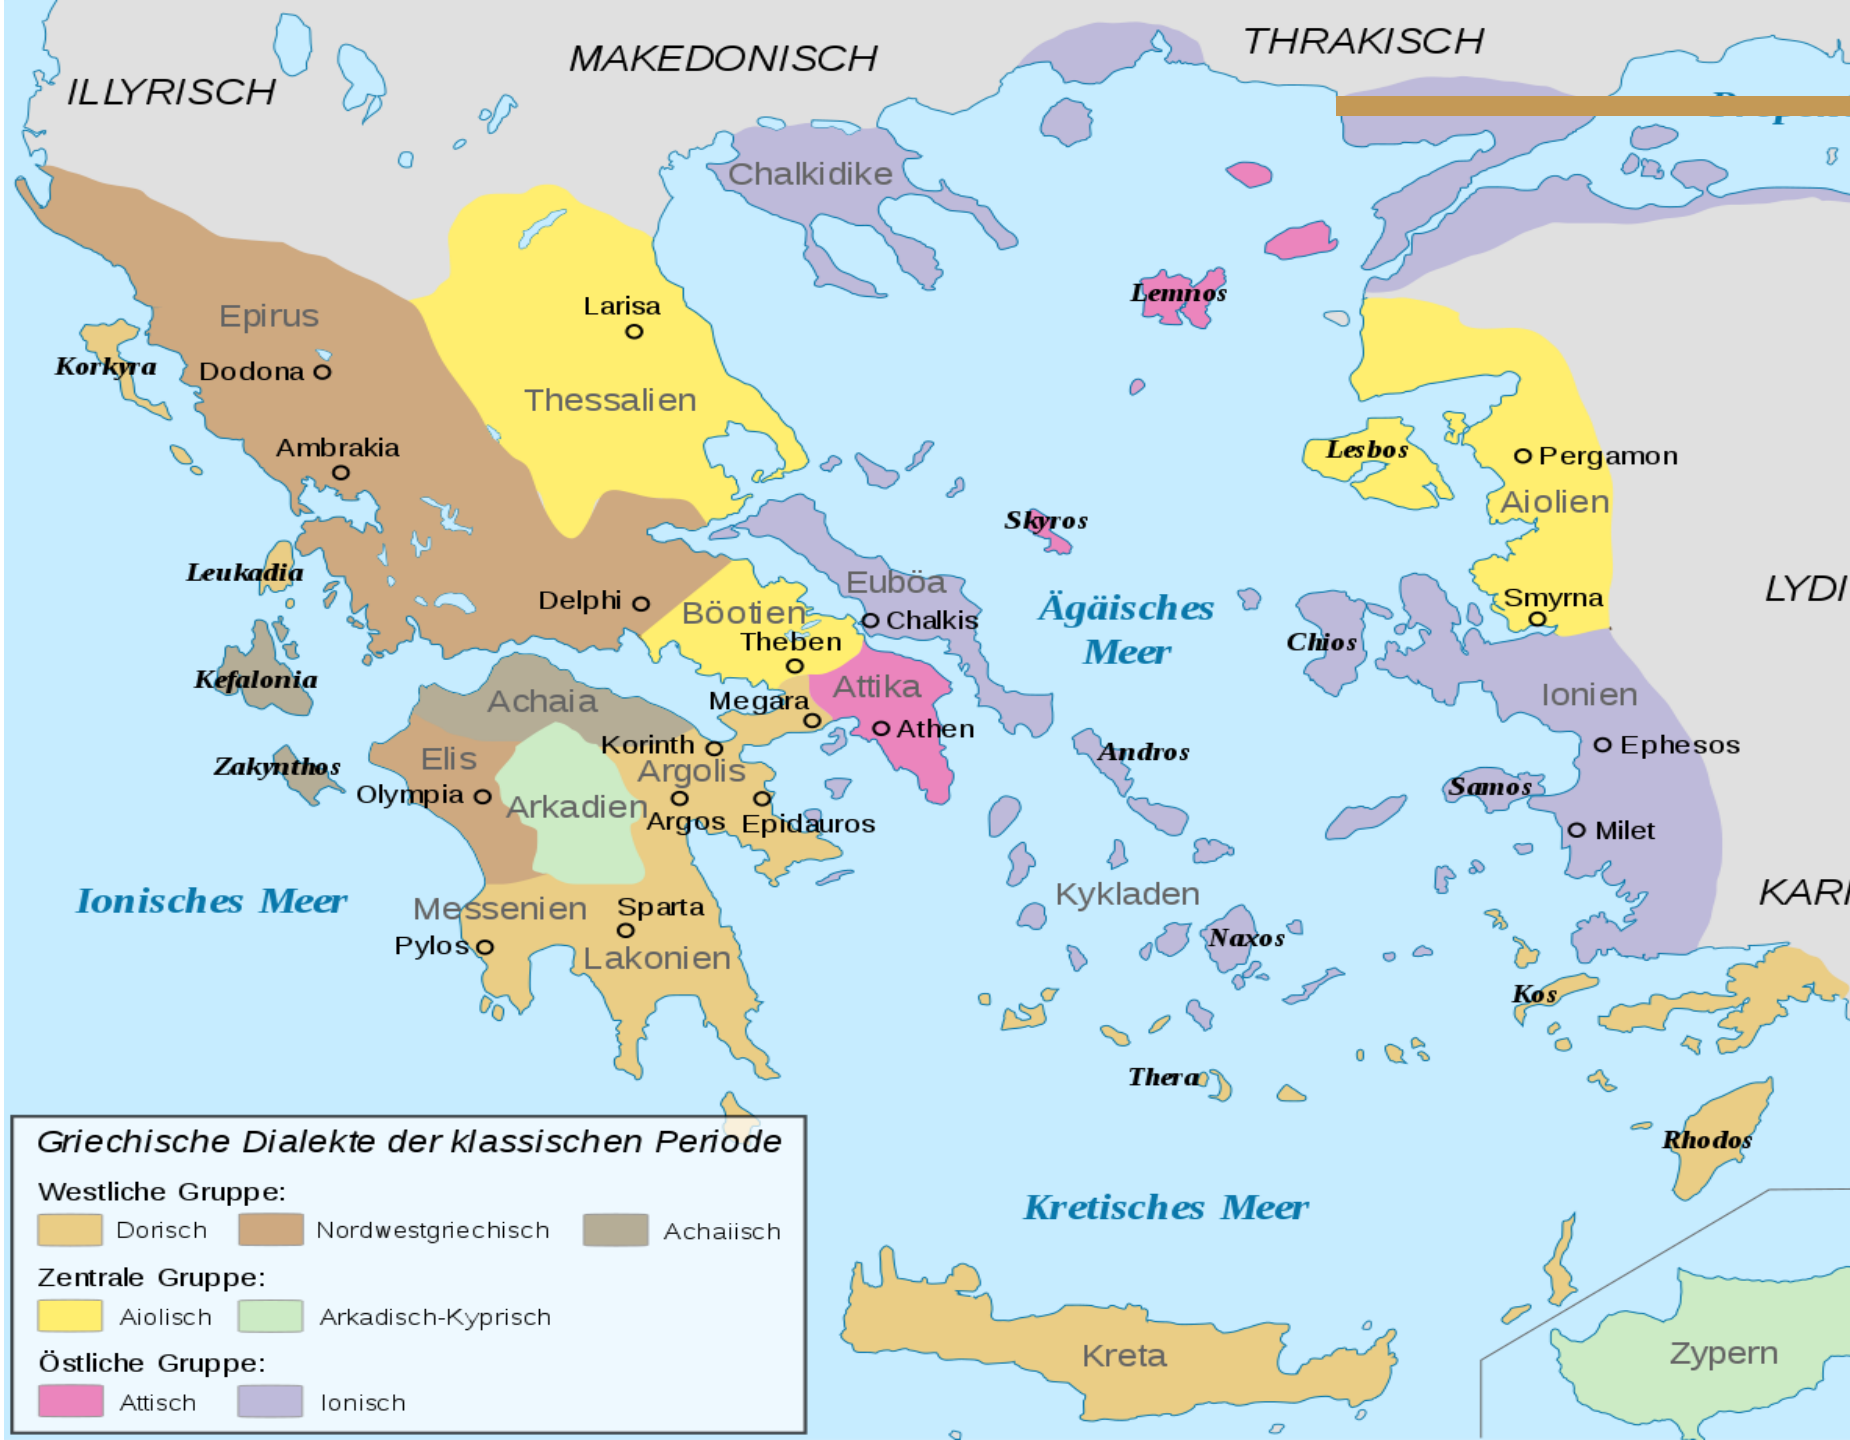 MAKEDONISCH
THRAKISCH
ILLYRISCH
Chalkidike
Epirus
Larisa
Lemnos
Korkyra
Dodona
Thessalien
Ambrakia
Lesbos
Pergamon
Aiolien
Skyros
Leukadia
Euböa
LYDI
Delphi
Böotien
Chalkis
Ägäisches
Meer
Smyrna
Theben
Chios
Kefalonia
Attika
Achaia
Megara
Ionien
Athen
Korinth
Andros
Ephesos
Elis
Zakynthos
Argolis
Olympia
Arkadien
Samos
Argos
Epidauros
Milet
Ionisches Meer
Kykladen
KARI
Messenien
Sparta
Pylos
Lakonien
Naxos
Kos
Thera
Rhodos
Kretisches Meer
Kreta
Zypern
Griechische Dialekte der klassischen Periode
Westliche Gruppe:
Dorisch Nordwestgriechisch Achaiisch
Zentrale Gruppe:
Aiolisch Arkadisch-Kyprisch
Östliche Gruppe:
Attisch Ionisch